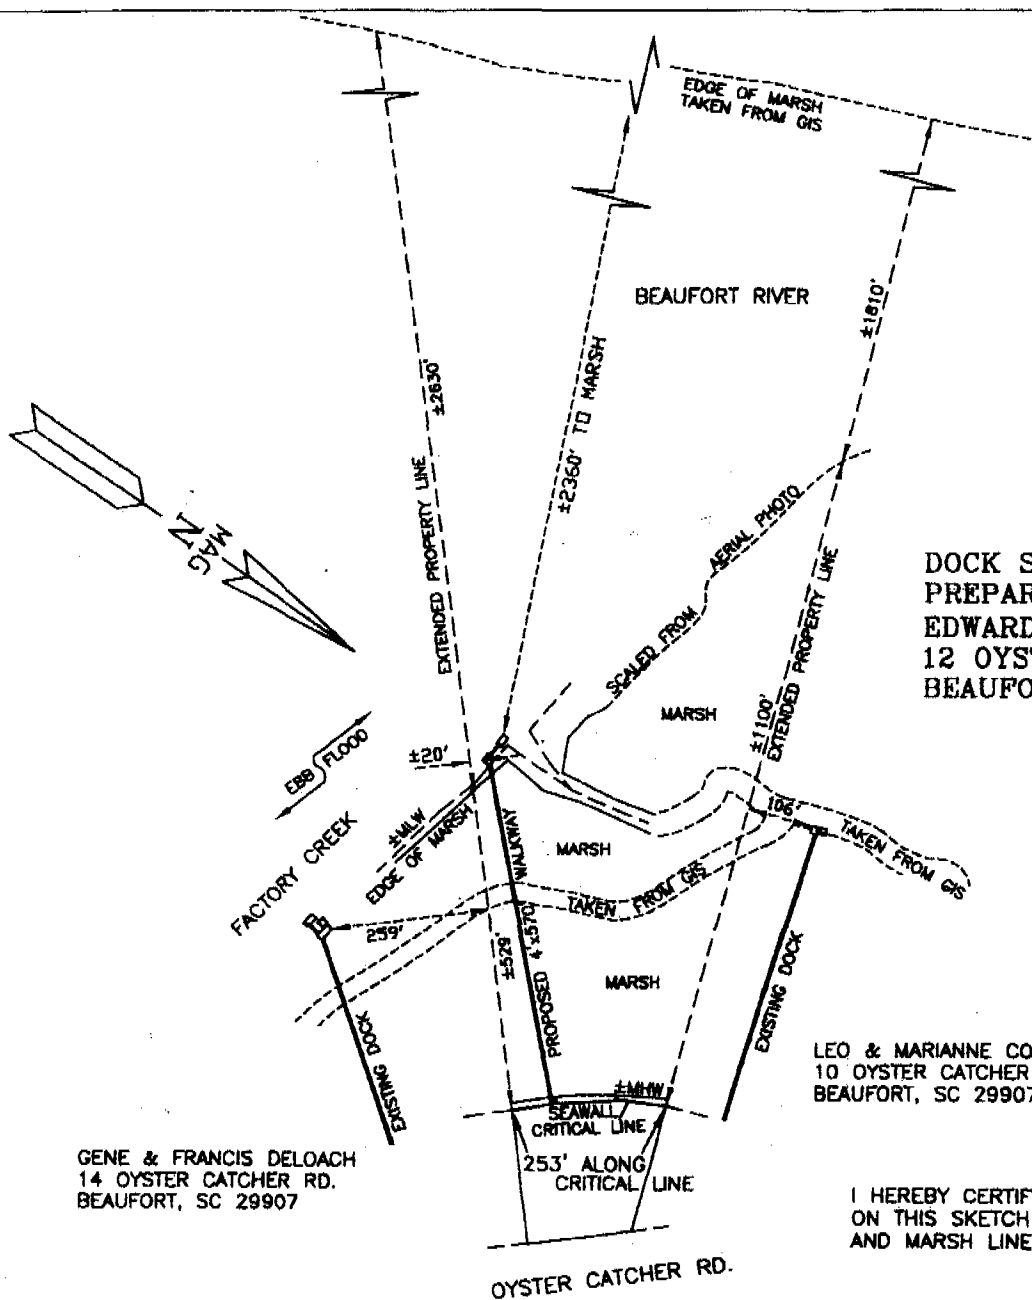 EDGE OF MARSH
TAKEN FROM GIS
BEAUFORT RIVER
±1810'
±2630'
±2360' TO MARSH
EXTENDED PROPERTY LINE
MAG
N
AERIAL PHOTO
SCALED FROM
EXTENDED PROPERTY LINE
±1100'
DOCK S
PREPAR
EDWARD
12 OYST
BEAUFO
MARSH
EBB FLOOD
±20'
FACTORY CREEK
±MLW
EDGE OF MARSH
106'
TAKEN FROM GIS
MARSH
TAKEN FROM GIS
259'
±529'
PROPOSED 4'x570' WALKWAY
MARSH
EXISTING DOCK
EXISTING DOCK
LEO & MARIANNE CO
10 OYSTER CATCHER
BEAUFORT, SC 29907
±MHW
SEAWALL
CRITICAL LINE
253' ALONG
CRITICAL LINE
GENE & FRANCIS DELOACH
14 OYSTER CATCHER RD.
BEAUFORT, SC 29907
I HEREBY CERTIF
ON THIS SKETCH
AND MARSH LINE
OYSTER CATCHER RD.